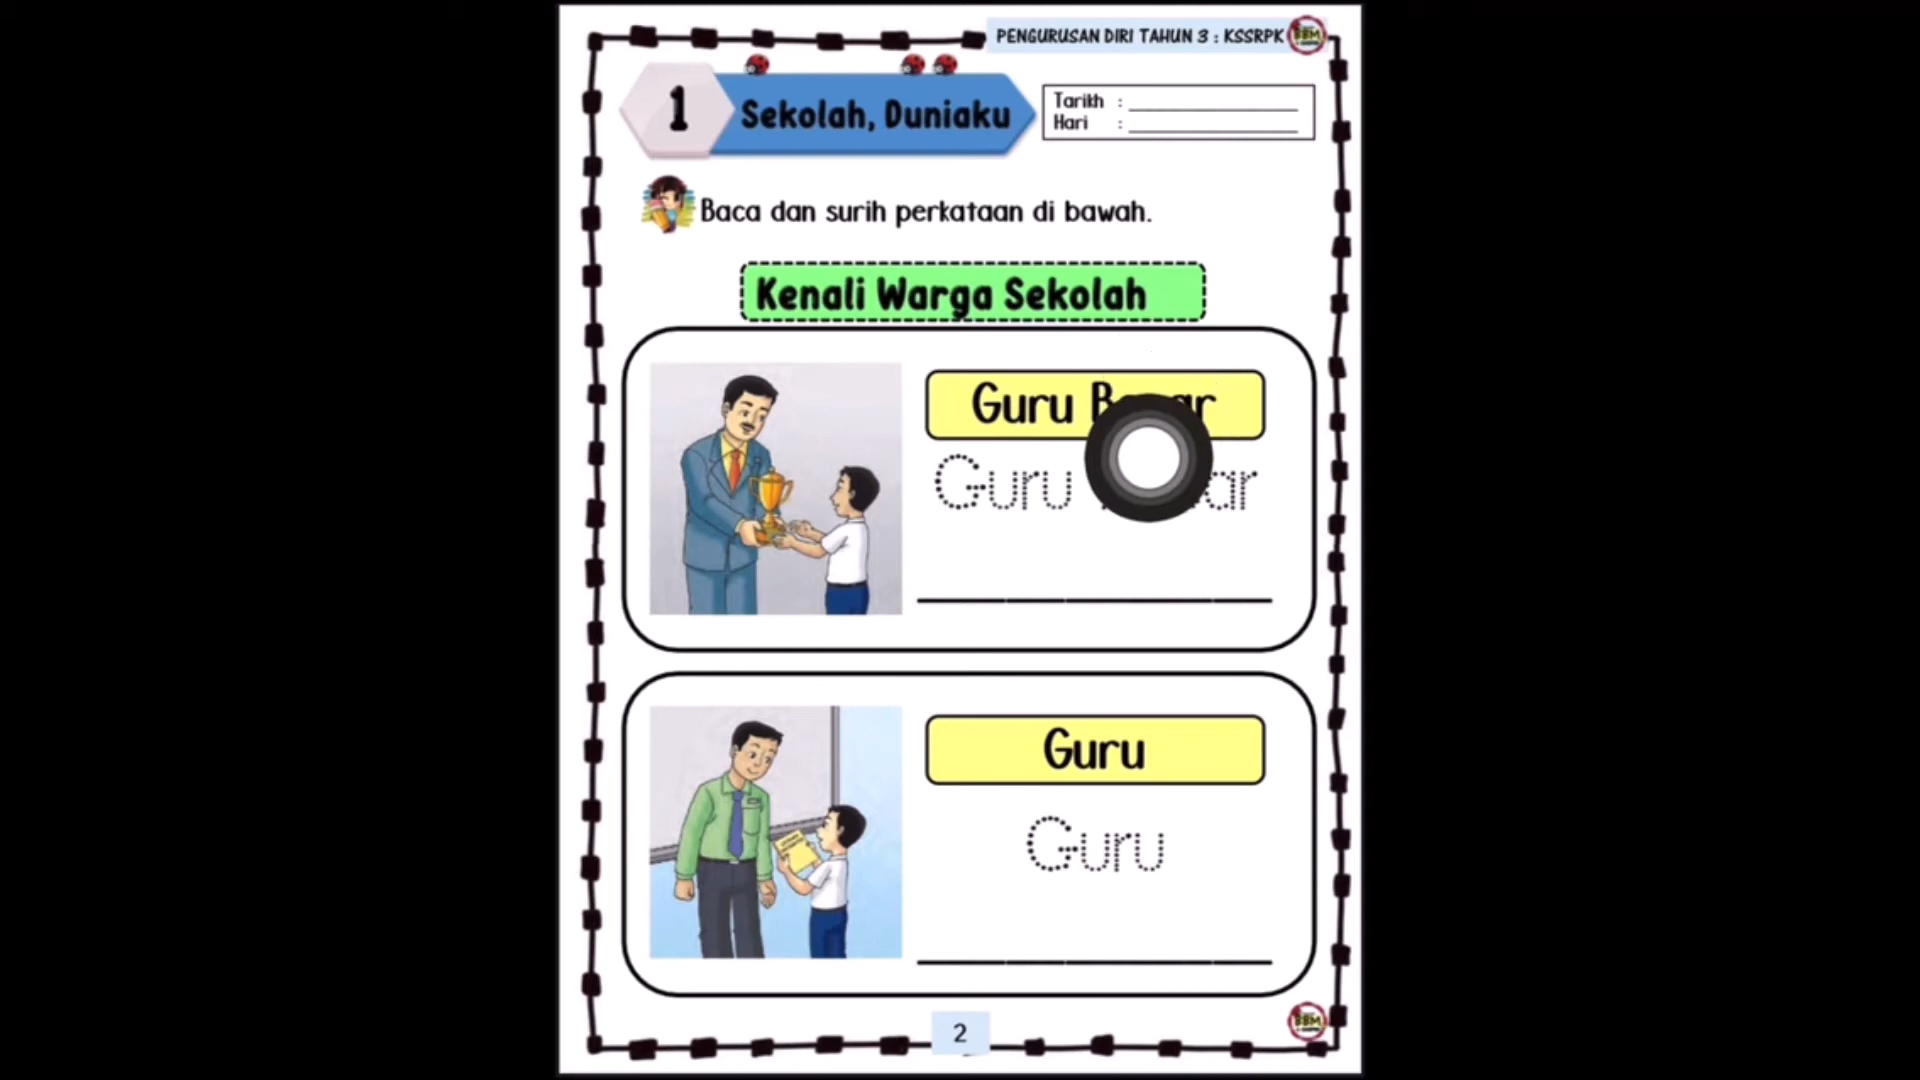 PENGURUSAN DIRI TAHUN 3 : KSSRPK
1
Sekolah, Duniaku
Tarikh :
Hari :
Baca dan surih perkataan di bawah.
Kenali Warga Sekolah
Guru
Guru
Guru
Guru
BBM
2